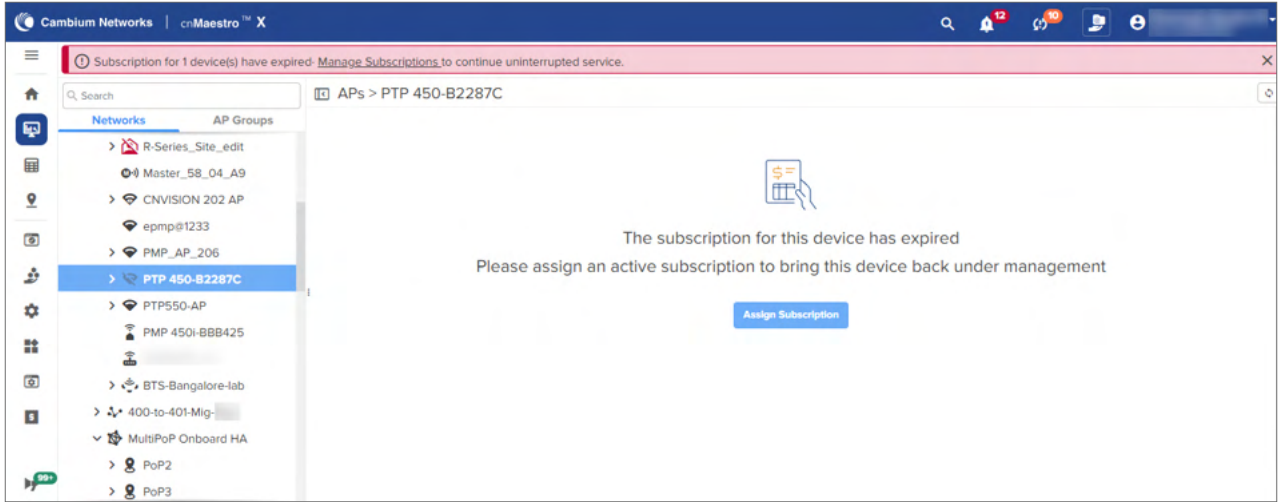 Cambium Networks | cnMaestro™ X
12
10
Subscription for 1 device(s) have expired- Manage Subscriptions to continue uninterrupted service.
Search
APs > PTP 450-B2287C
Networks
AP Groups
R-Series_Site_edit
Master_58_04_A9
CNVISION 202 AP
epmp@1233
PMP_AP_206
PTP 450-B2287C
PTP550-AP
PMP 450i-BBB425
BTS-Bangalore-lab
400-to-401-Mig-
MultiPoP Onboard HA
PoP2
PoP3
99+
The subscription for this device has expired
Please assign an active subscription to bring this device back under management
Assign Subscription